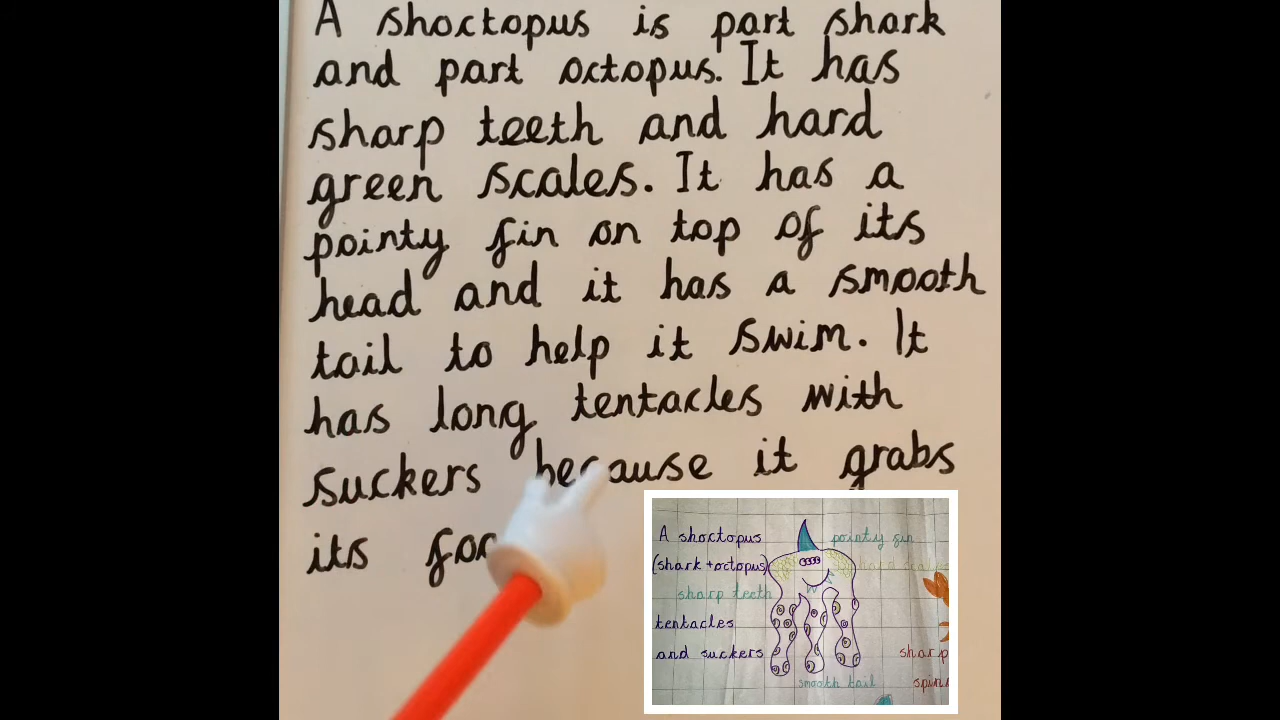 A shoctopus is part shark
and part octopus. It has
sharp teeth and hard
green scales. It has a
pointy fin on top of its
head and it has a smooth
tail to help it swim. It
has long tentacles with
suckers because it grabs
its
A shoctopus
pointy fin
(shark + octopus)
hard
sharp teeth
tentacles
and suckers
sharp
smooth tail